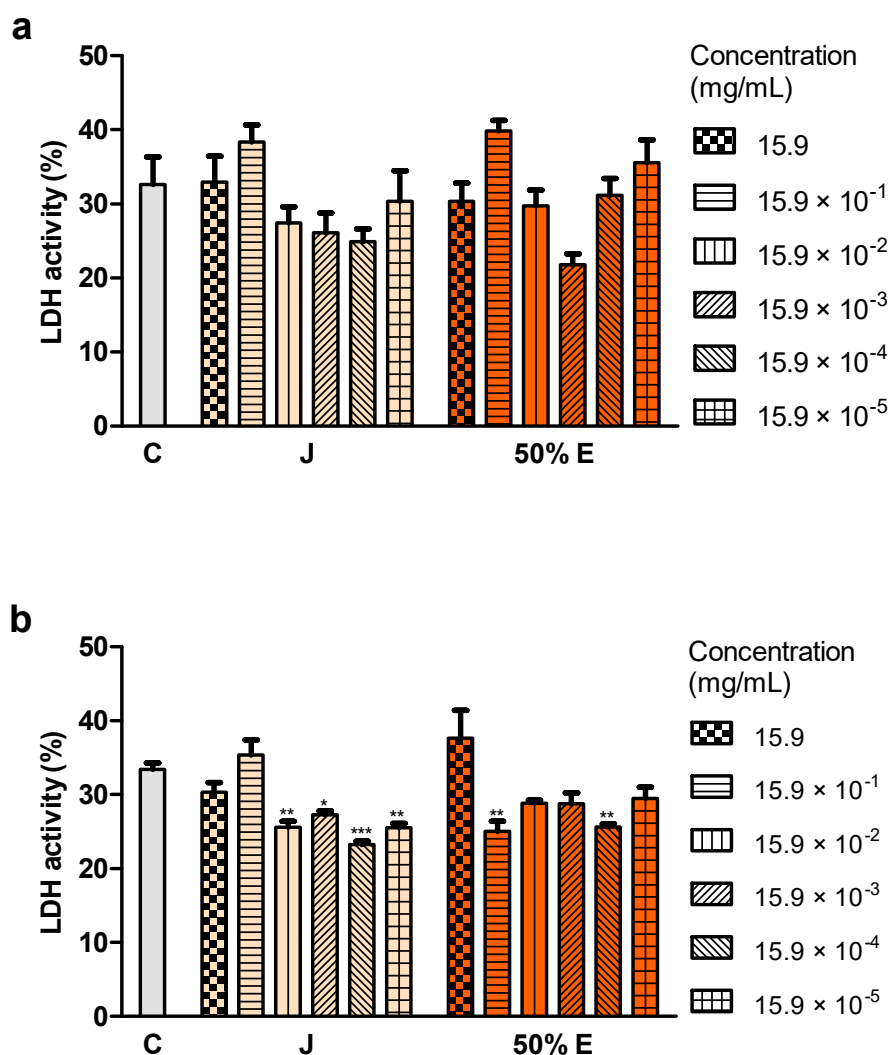 a
50
40
30
20
10
0
LDH activity (%)
C J 50% E
Concentration
(mg/mL)
15.9
15.9 × 10⁻¹
15.9 × 10⁻²
15.9 × 10⁻³
15.9 × 10⁻⁴
15.9 × 10⁻⁵
b
50
40
30
20
10
0
LDH activity (%)
** * *** ** ** **
C J 50% E
Concentration
(mg/mL)
15.9
15.9 × 10⁻¹
15.9 × 10⁻²
15.9 × 10⁻³
15.9 × 10⁻⁴
15.9 × 10⁻⁵